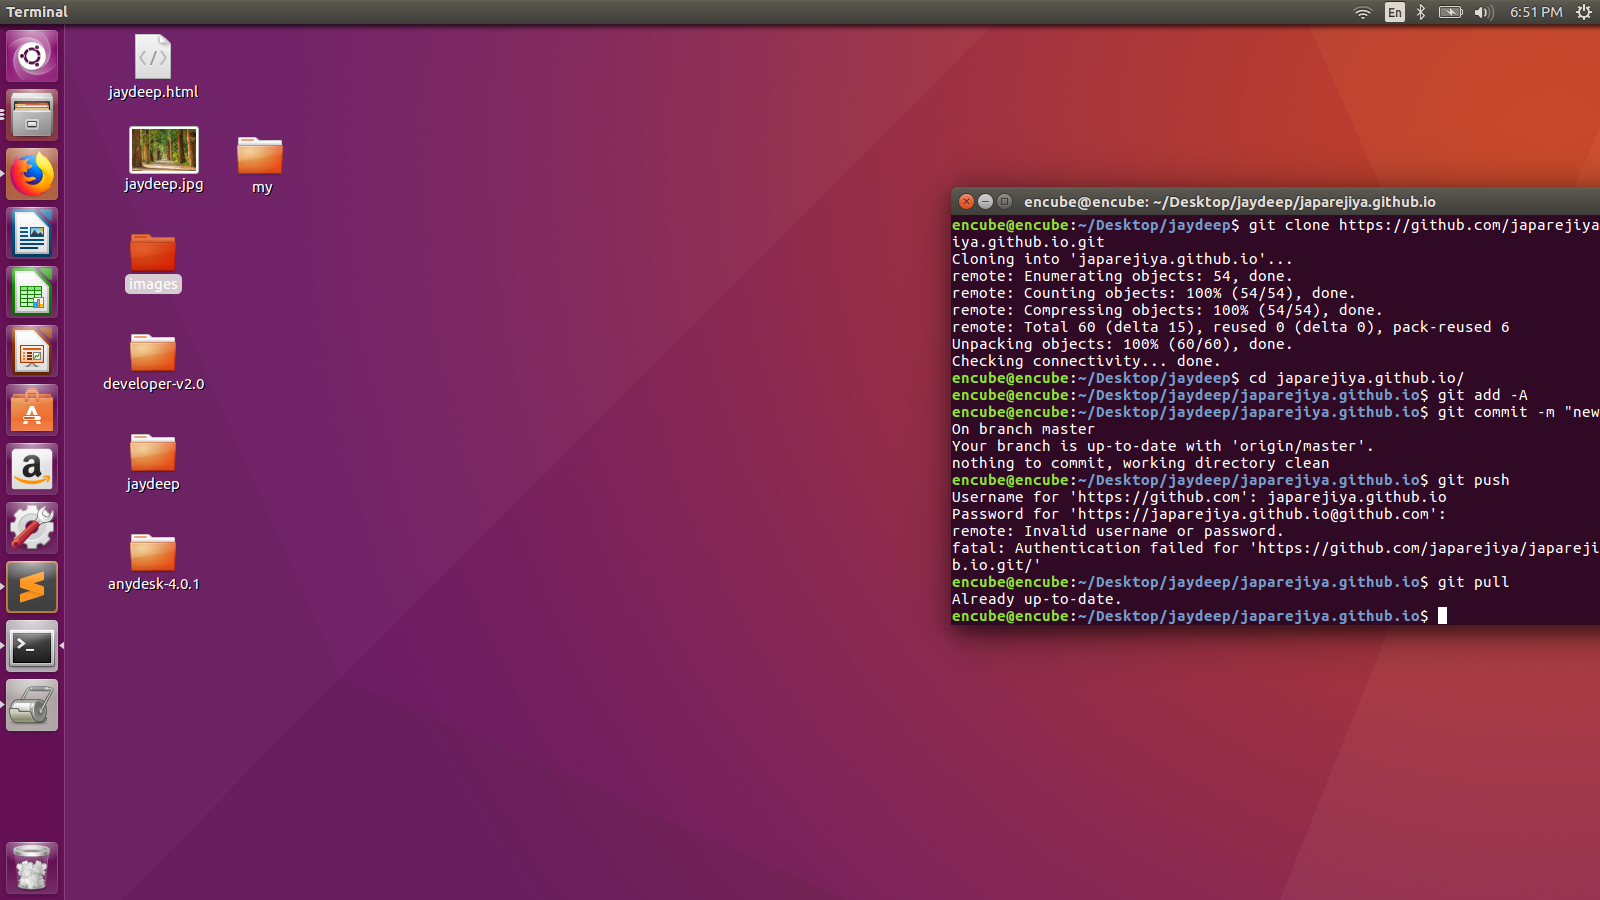 Terminal
En
6:51 PM
jaydeep.html
jaydeep.jpg
my
images
developer-v2.0
jaydeep
anydesk-4.0.1
encube@encube: ~/Desktop/jaydeep/japarejiya.github.io
encube@encube:~/Desktop/jaydeep$ git clone https://github.com/japarejiya
iya.github.io.git
Cloning into 'japarejiya.github.io'...
remote: Enumerating objects: 54, done.
remote: Counting objects: 100% (54/54), done.
remote: Compressing objects: 100% (54/54), done.
remote: Total 60 (delta 15), reused 0 (delta 0), pack-reused 6
Unpacking objects: 100% (60/60), done.
Checking connectivity... done.
encube@encube:~/Desktop/jaydeep$ cd japarejiya.github.io/
encube@encube:~/Desktop/jaydeep/japarejiya.github.io$ git add -A
encube@encube:~/Desktop/jaydeep/japarejiya.github.io$ git commit -m "new
On branch master
Your branch is up-to-date with 'origin/master'.
nothing to commit, working directory clean
encube@encube:~/Desktop/jaydeep/japarejiya.github.io$ git push
Username for 'https://github.com': japarejiya.github.io
Password for 'https://japarejiya.github.io@github.com':
remote: Invalid username or password.
fatal: Authentication failed for 'https://github.com/japarejiya/napareji
b.io.git/'
encube@encube:~/Desktop/jaydeep/japarejiya.github.io$ git pull
Already up-to-date.
encube@encube:~/Desktop/jaydeep/japarejiya.github.io$